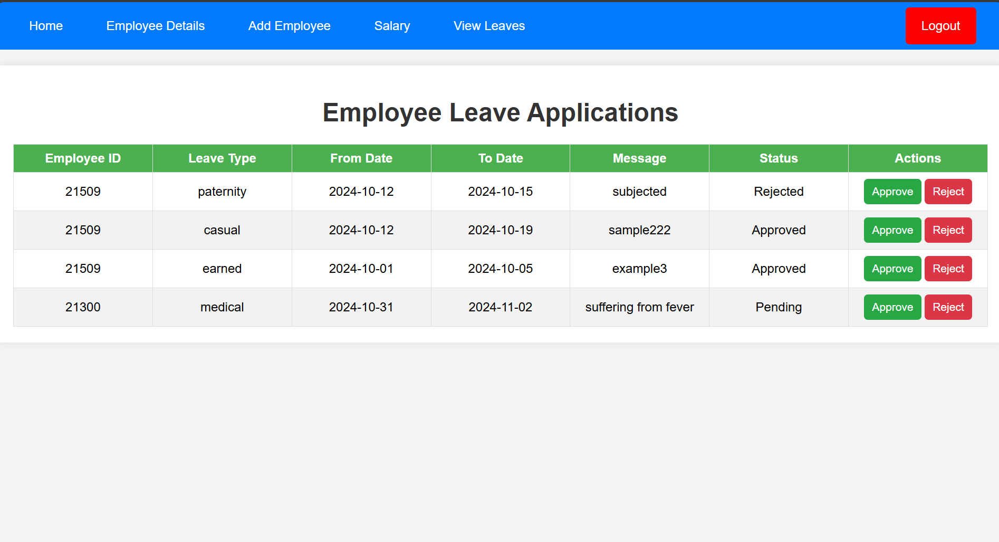 Home Employee Details Add Employee Salary View Leaves Logout
Employee Leave Applications
Employee ID Leave Type From Date To Date Message Status Actions
21509 paternity 2024-10-12 2024-10-15 subjected Rejected Approve Reject
21509 casual 2024-10-12 2024-10-19 sample222 Approved Approve Reject
21509 earned 2024-10-01 2024-10-05 example3 Approved Approve Reject
21300 medical 2024-10-31 2024-11-02 suffering from fever Pending Approve Reject